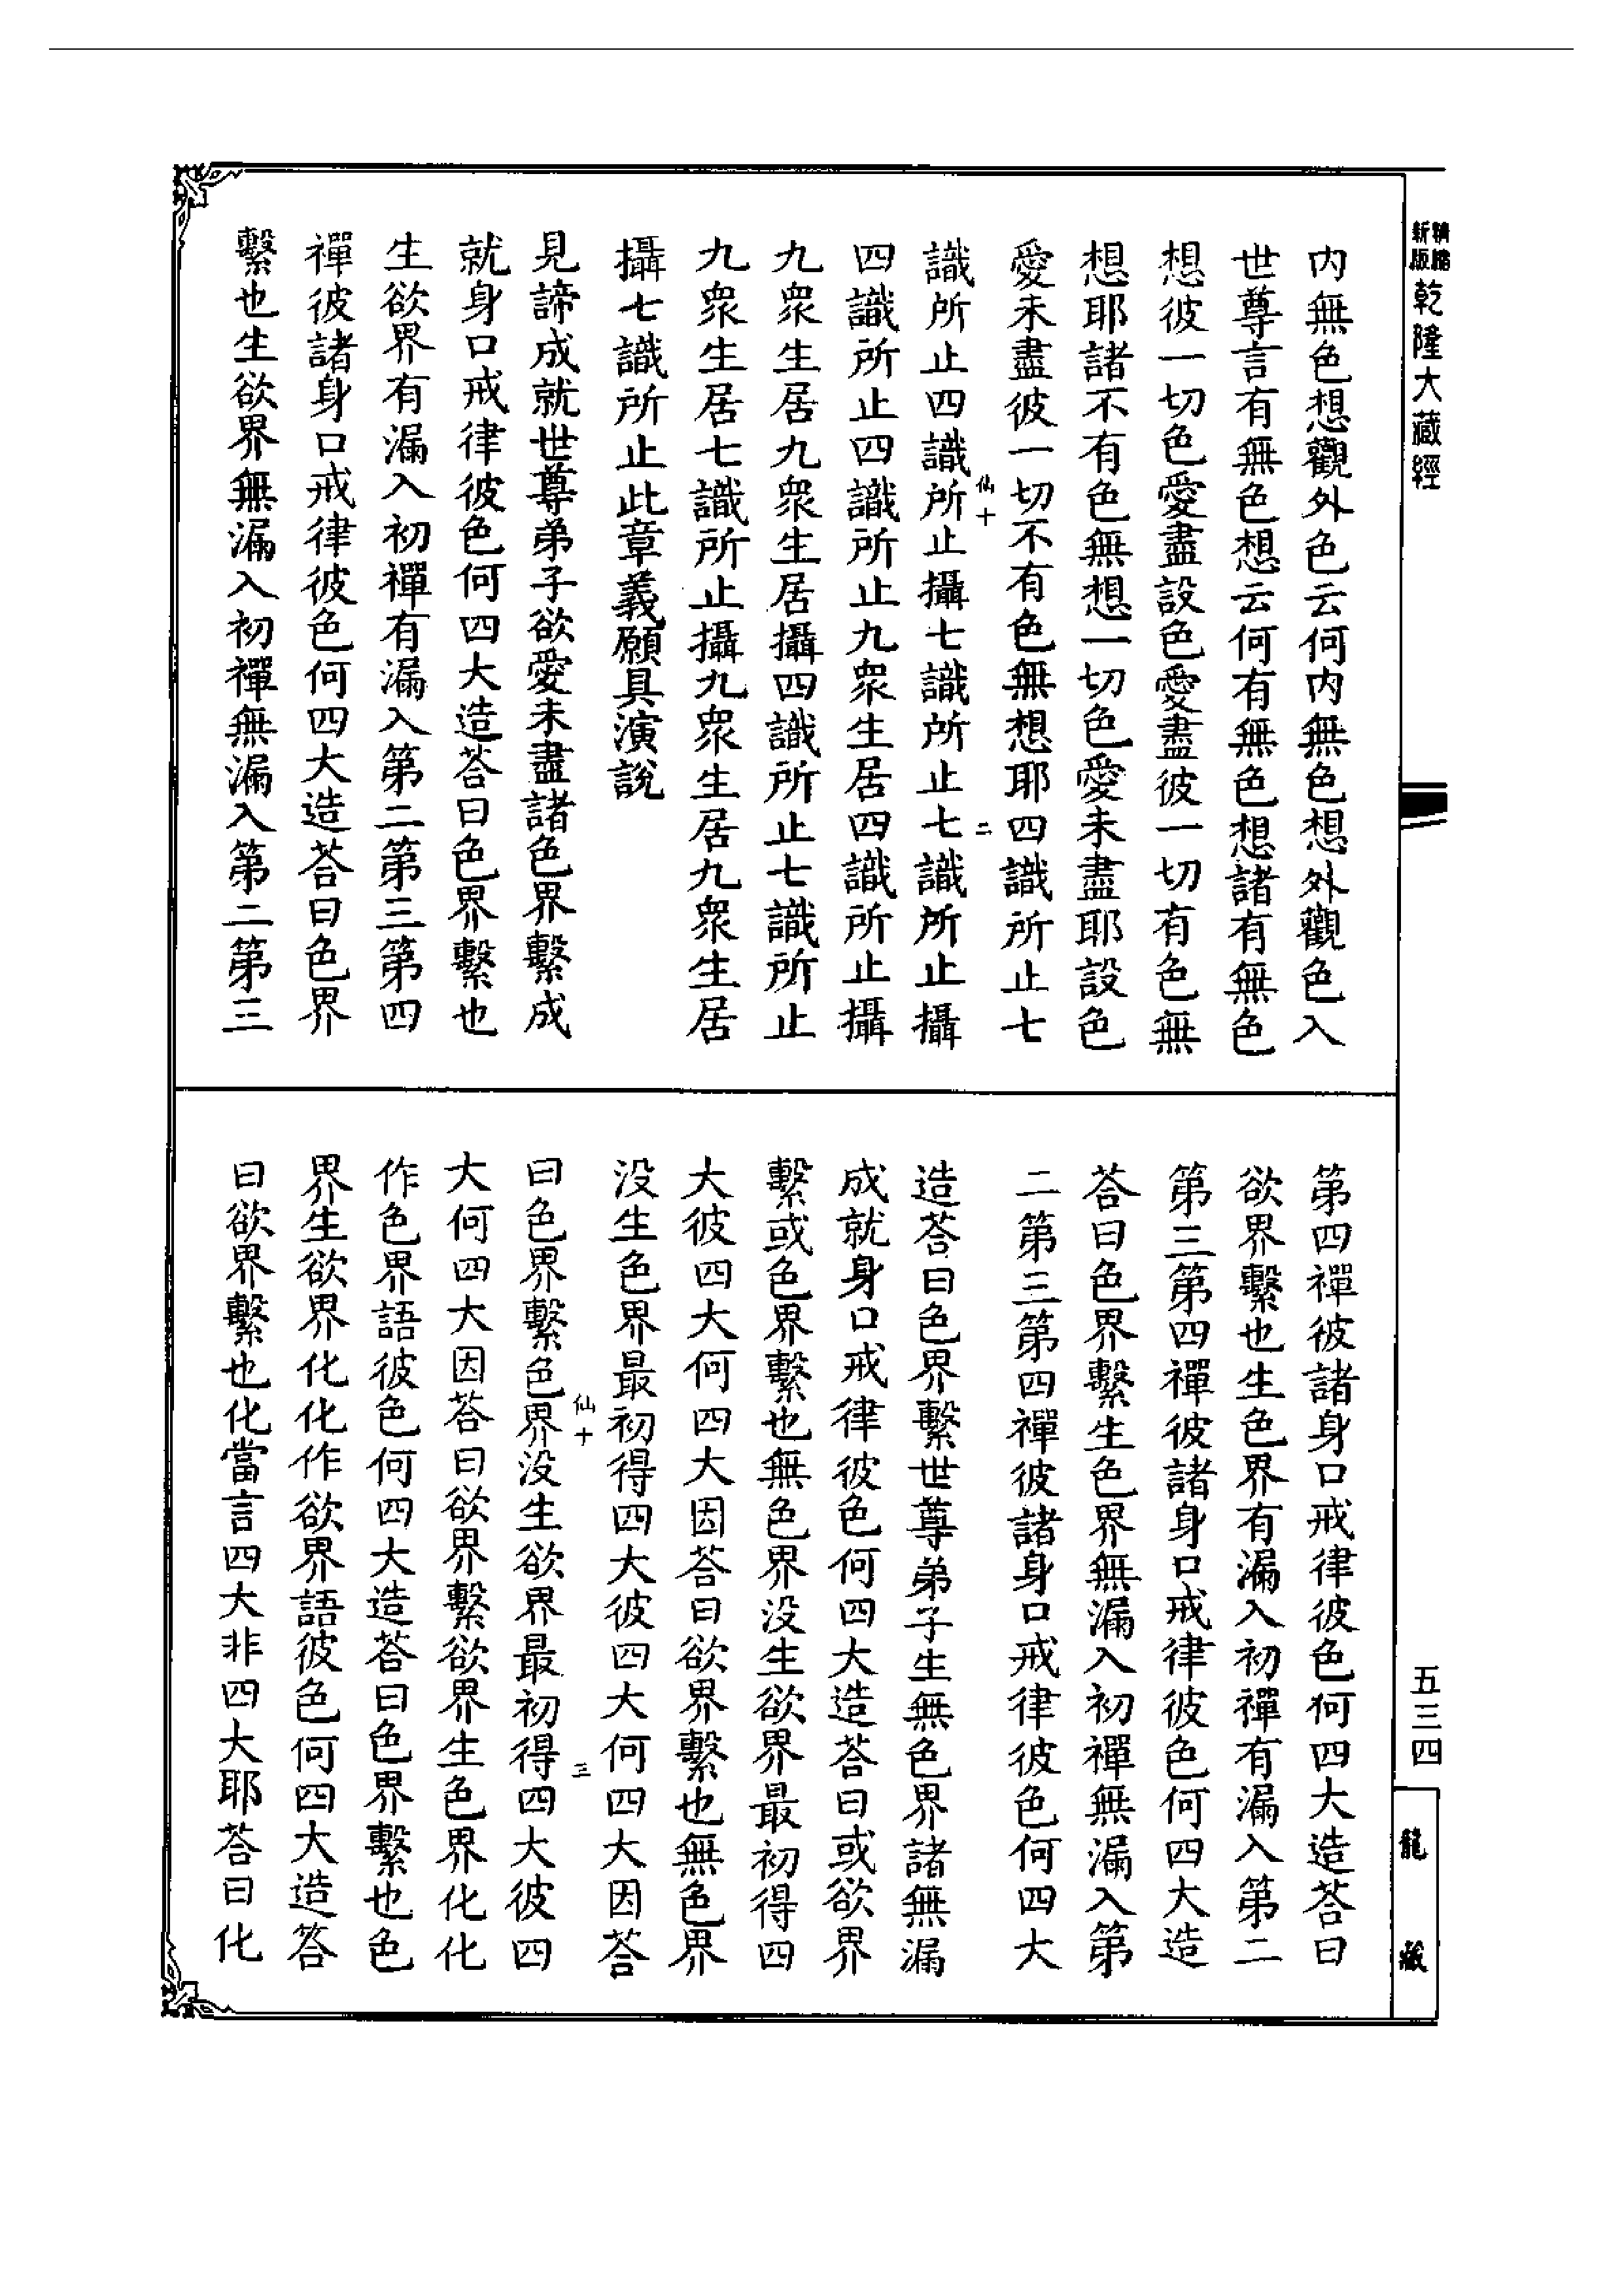 新版精縮乾隆大藏經
五三四
龍藏
內無色想觀外色云何內無色想外觀色入
世尊言有無色想云何有無色想諸有無色
想彼一切色愛盡設色愛盡彼一切有色無
想耶諸不有色無想一切色愛未盡耶設色
愛未盡彼一切不有色無想耶四識所止七
識所止四識所止攝七識所止七識所止攝
仙十
二
四識所止四識所止九衆生居四識所止攝
九衆生居九衆生居攝四識所止七識所止
九衆生居七識所止攝九衆生居九衆生居
攝七識所止此章義願具演說
見諦成就世尊弟子欲愛未盡諸色界繫成
就身口戒律彼色何四大造荅曰色界繫也
生欲界有漏入初禪有漏入第二第三第四
禪彼諸身口戒律彼色何四大造荅曰色界
繫也生欲界無漏入初禪無漏入第二第三
第四禪彼諸身口戒律彼色何四大造荅曰
欲界繫也生色界有漏入初禪有漏入第二
第三第四禪彼諸身口戒律彼色何四大造
荅曰色界繫生色界無漏入初禪無漏入第
二第三第四禪彼諸身口戒律彼色何四大
造荅曰色界繫世尊弟子生無色界諸無漏
成就身口戒律彼色何四大造荅曰或欲界
繫或色界繫也無色界没生欲界最初得四
大彼四大何四大因荅曰欲界繫也無色界
没生色界最初得四大彼四大何四大因荅
仙十
三
曰色界繫色界没生欲界最初得四大彼四
大何四大因荅曰欲界繫欲界生色界化化
作色界語彼色何四大造荅曰色界繫也色
界生欲界化化作欲界語彼色何四大造答
曰欲界繫也化當言四大非四大耶荅曰化